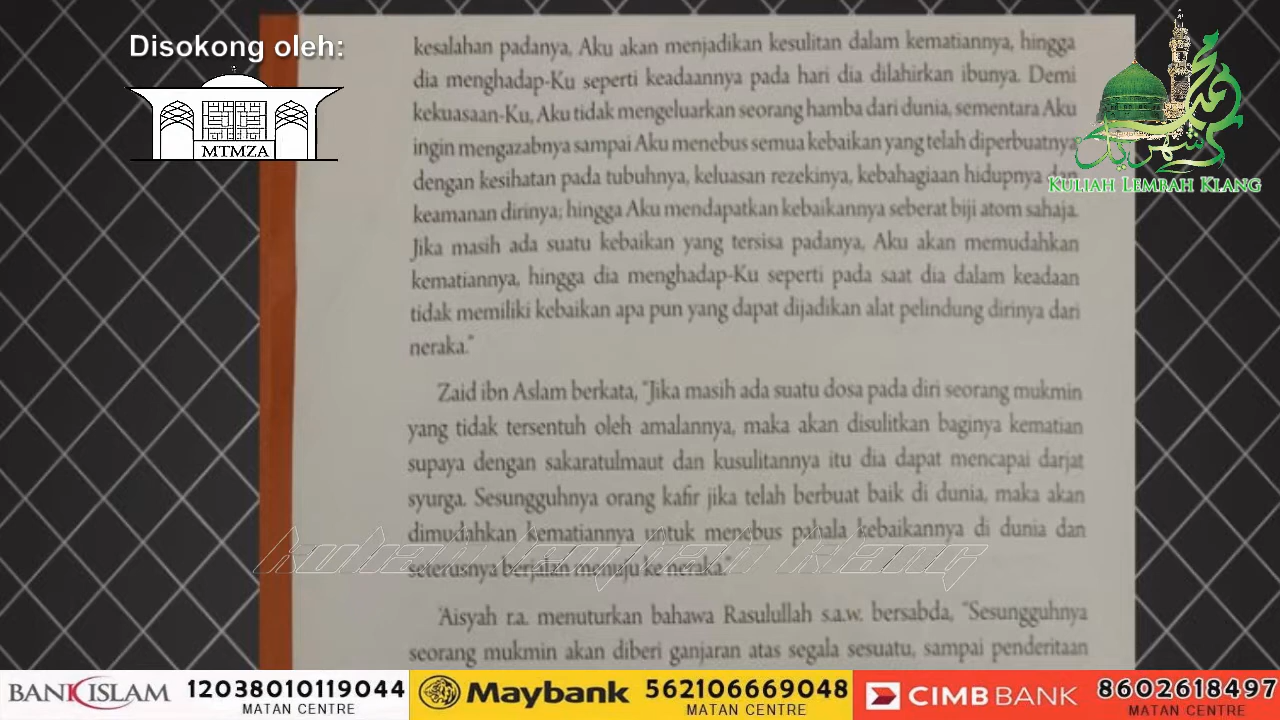 Disokong oleh:
MTMZA
KULIAH LEMBAH KLANG
kesalahan padanya, Aku akan menjadikan kesulitan dalam kematiannya, hingga
dia menghadap-Ku seperti keadaannya pada hari dia dilahirkan ibunya. Demi
kekuasaan-Ku, Aku tidak mengeluarkan seorang hamba dari dunia, sementara Aku
ingin mengazabnya sampai Aku menebus semua kebaikan yang telah diperbuatnya
dengan kesihatan pada tubuhnya, keluasan rezekinya, kebahagiaan hidupnya dan
keamanan dirinya; hingga Aku mendapatkan kebaikannya seberat biji atom sahaja.
Jika masih ada suatu kebaikan yang tersisa padanya, Aku akan memudahkan
kematiannya, hingga dia menghadap-Ku seperti pada saat dia dalam keadaan
tidak memiliki kebaikan apa pun yang dapat dijadikan alat pelindung dirinya dari
neraka."
Zaid ibn Aslam berkata, "Jika masih ada suatu dosa pada diri seorang mukmin
yang tidak tersentuh oleh amalannya, maka akan disulitkan baginya kematian
supaya dengan sakaratulmaut dan kusulitannya itu dia dapat mencapai darjat
syurga. Sesungguhnya orang kafir jika telah berbuat baik di dunia, maka akan
dimudahkan kematiannya untuk menebus pahala kebaikannya di dunia dan
seterusnya berjalan menuju ke neraka."
kuliah lembah klang
'Aisyah r.a. menuturkan bahawa Rasulullah s.a.w. bersabda, "Sesungguhnya
seorang mukmin akan diberi ganjaran atas segala sesuatu, sampai penderitaan
BANK ISLAM 12038010119044 MATAN CENTRE
Maybank 562106669048 MATAN CENTRE
CIMB BANK 8602618497 MATAN CENTRE